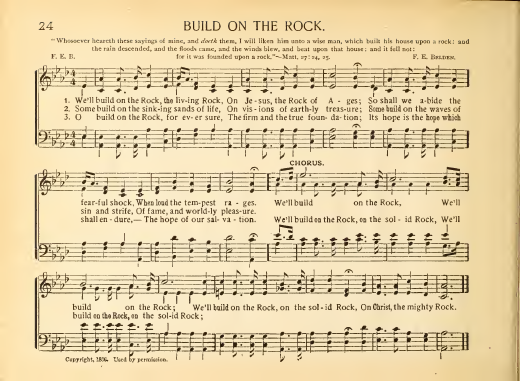 24
BUILD ON THE ROCK.
"Whosoever heareth these sayings of mine, and doeth them, I will liken him unto a wise man, which built his house upon a rock: and
the rain descended, and the floods came, and the winds blew, and beat upon that house; and it fell not:
F. E. B. for it was founded upon a rock."—Matt. 7: 24, 25. F. E. BELDEN.
1. We'll build on the Rock, the liv-ing Rock, On Je-sus, the Rock of A - ges; So shall we a-bide the
2. Some build on the sink-ing sands of life, On vis-ions of earth-ly treas-ure; Some build on the waves of
3. O build on the Rock, for ev-er sure, The firm and the true foun-da-tion; Its hope is the hope which
CHORUS.
fear-ful shock, When loud the tem-pest ra - ges. We'll build on the Rock, We'll
sin and strife, Of fame, and world-ly pleas-ure.
shall en-dure,— The hope of our sal-va - tion. We'll build on the Rock, on the sol-id Rock, We'll
build on the Rock; We'll build on the Rock, on the sol-id Rock, On Christ, the mighty Rock.
build on the Rock, on the sol-id Rock;
Copyright, Used by permission.